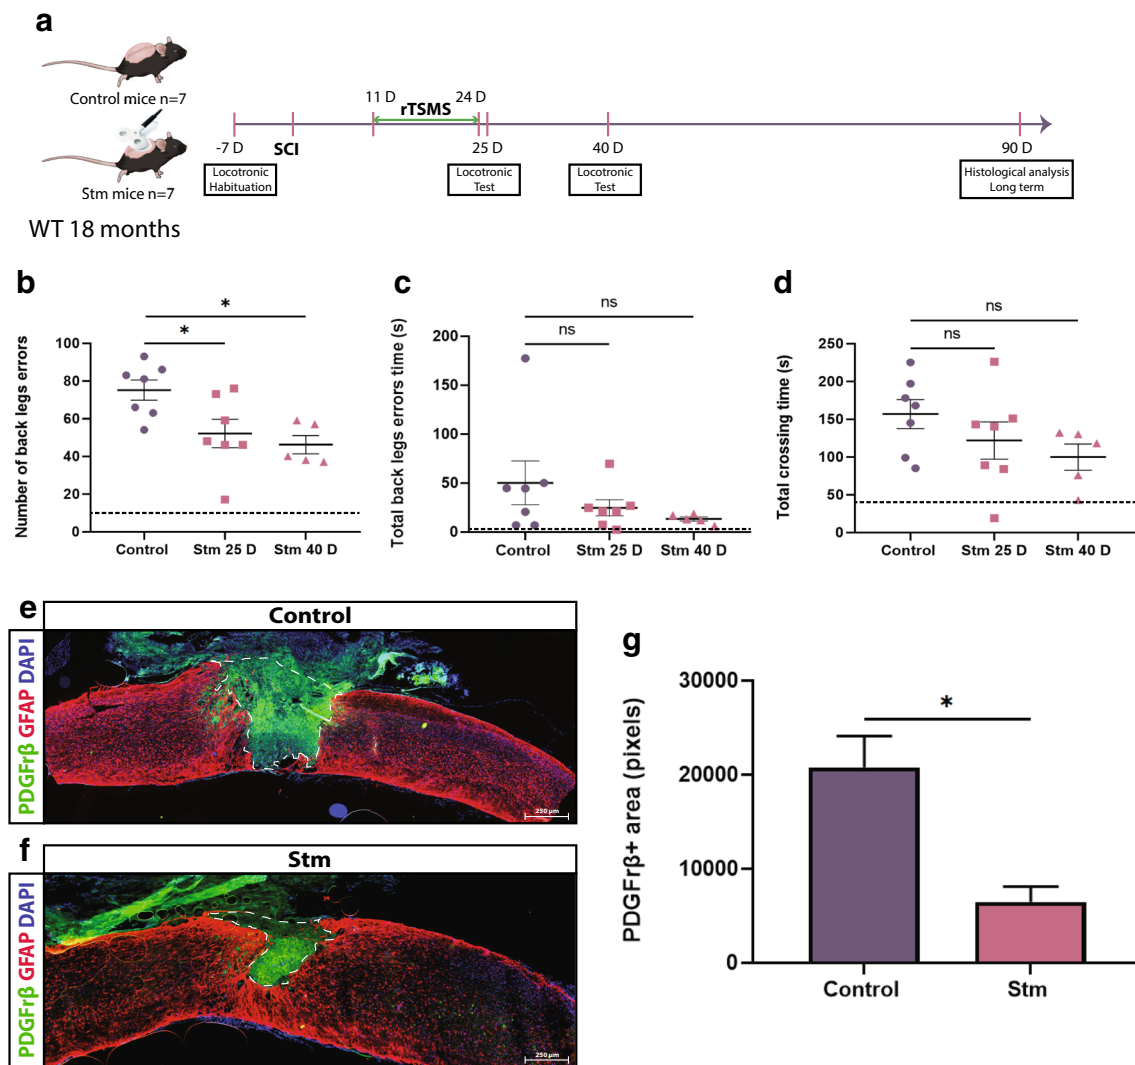 a
Control mice n=7
Stm mice n=7
WT 18 months
11 D
rTSMS
24 D
-7 D
SCI
25 D
40 D
90 D
Locotronic
Habituation
Locotronic
Test
Locotronic
Test
Histological analysis
Long term
b
Number of back legs errors
100
80
60
40
20
0
*
*
Control
Stm 25 D
Stm 40 D
c
Total back legs errors time (s)
200
150
100
50
0
ns
ns
Control
Stm 25 D
Stm 40 D
d
Total crossing time (s)
250
200
150
100
50
0
ns
ns
Control
Stm 25 D
Stm 40 D
e
Control
PDGFrβ GFAP DAPI
250 µm
f
Stm
PDGFrβ GFAP DAPI
250 µm
g
PDGFrβ+ area (pixels)
30000
20000
10000
0
*
Control
Stm